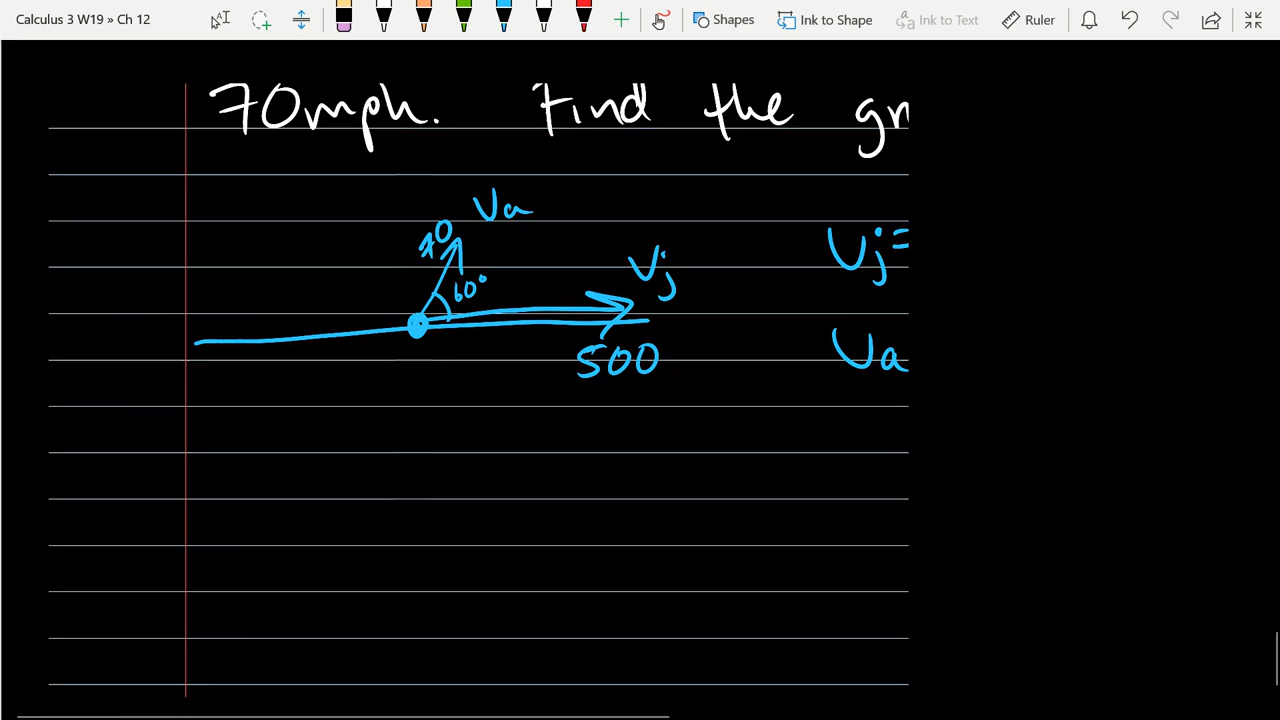 Calculus 3 W19 » Ch 12
Shapes
Ink to Shape
Ink to Text
Ruler
70mph. Find the
Va
70
60°
Vj
500
Vj=
Va